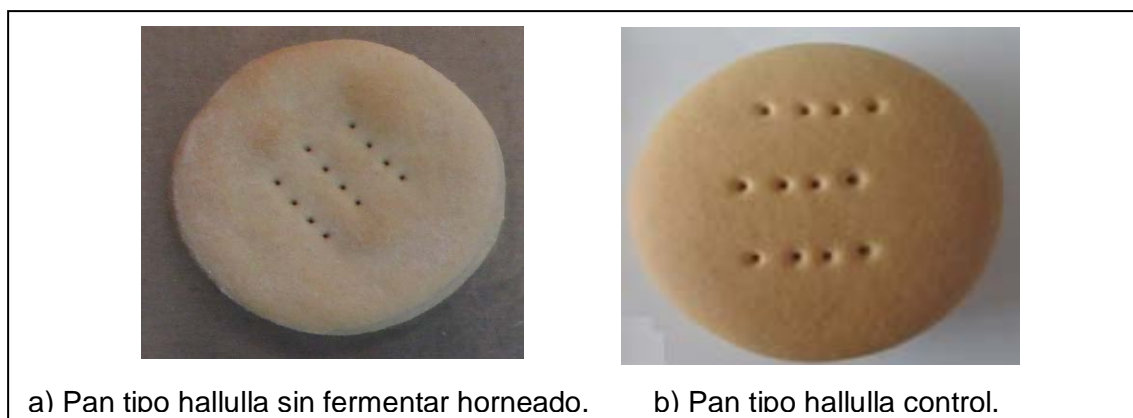 a) Pan tipo hallulla sin fermentar horneado. b) Pan tipo hallulla control.